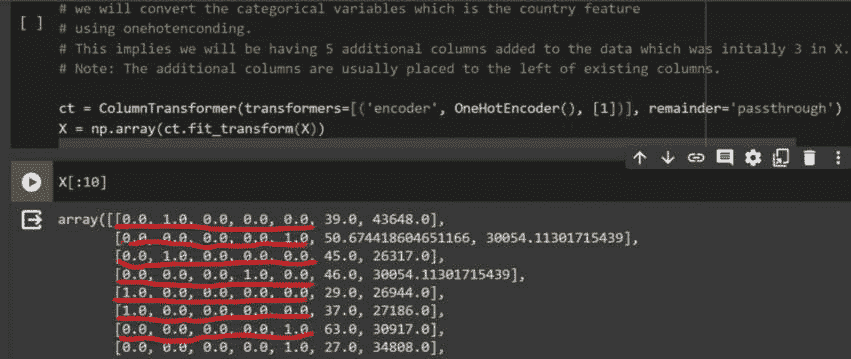 # we will convert the categorical variables which is the country feature
[ ] # using onehotenconding.
# This implies we will be having 5 additional columns added to the data which was initally 3 in X.
# Note: The additional columns are usually placed to the left of existing columns.
ct = ColumnTransformer(transformers=[('encoder', OneHotEncoder(), [1])], remainder='passthrough')
X = np.array(ct.fit_transform(X))
X[:10]
array([[0.0, 1.0, 0.0, 0.0, 0.0, 39.0, 43648.0],
[0.0, 0.0, 0.0, 0.0, 1.0, 50.674418604651166, 30054.11301715439],
[0.0, 1.0, 0.0, 0.0, 0.0, 45.0, 26317.0],
[0.0, 0.0, 0.0, 1.0, 0.0, 46.0, 30054.11301715439],
[1.0, 0.0, 0.0, 0.0, 0.0, 29.0, 26944.0],
[1.0, 0.0, 0.0, 0.0, 0.0, 37.0, 27186.0],
[0.0, 0.0, 0.0, 0.0, 1.0, 63.0, 30917.0],
[0.0, 0.0, 0.0, 0.0, 1.0, 27.0, 34808.0],